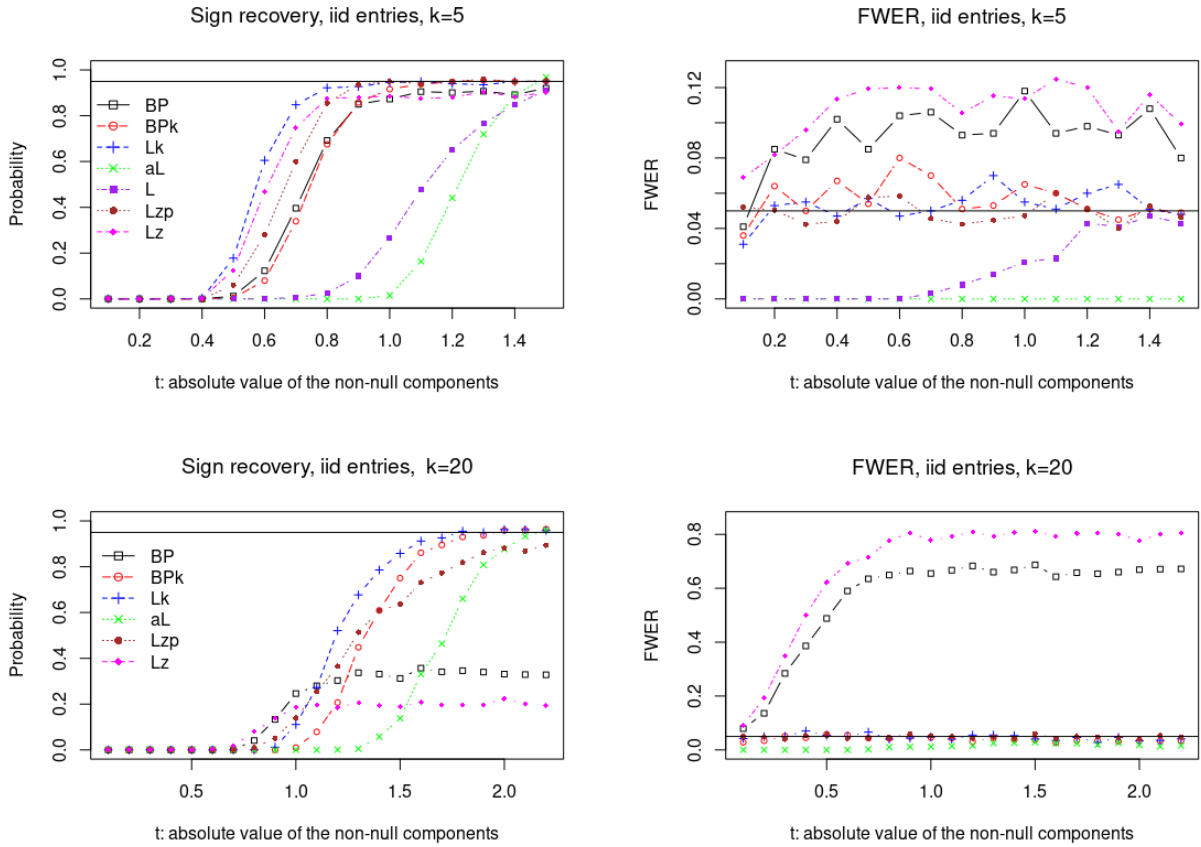 Sign recovery, iid entries, k=5
Probability
0.0 0.2 0.4 0.6 0.8 1.0
BP
BPk
Lk
aL
L
Lzp
Lz
0.2 0.4 0.6 0.8 1.0 1.2 1.4
t: absolute value of the non-null components
FWER, iid entries, k=5
FWER
0.00 0.04 0.08 0.12
0.2 0.4 0.6 0.8 1.0 1.2 1.4
t: absolute value of the non-null components
Sign recovery, iid entries, k=20
Probability
0.0 0.2 0.4 0.6 0.8 1.0
BP
BPk
Lk
aL
Lzp
Lz
0.5 1.0 1.5 2.0
t: absolute value of the non-null components
FWER, iid entries, k=20
FWER
0.0 0.2 0.4 0.6 0.8
0.5 1.0 1.5 2.0
t: absolute value of the non-null components